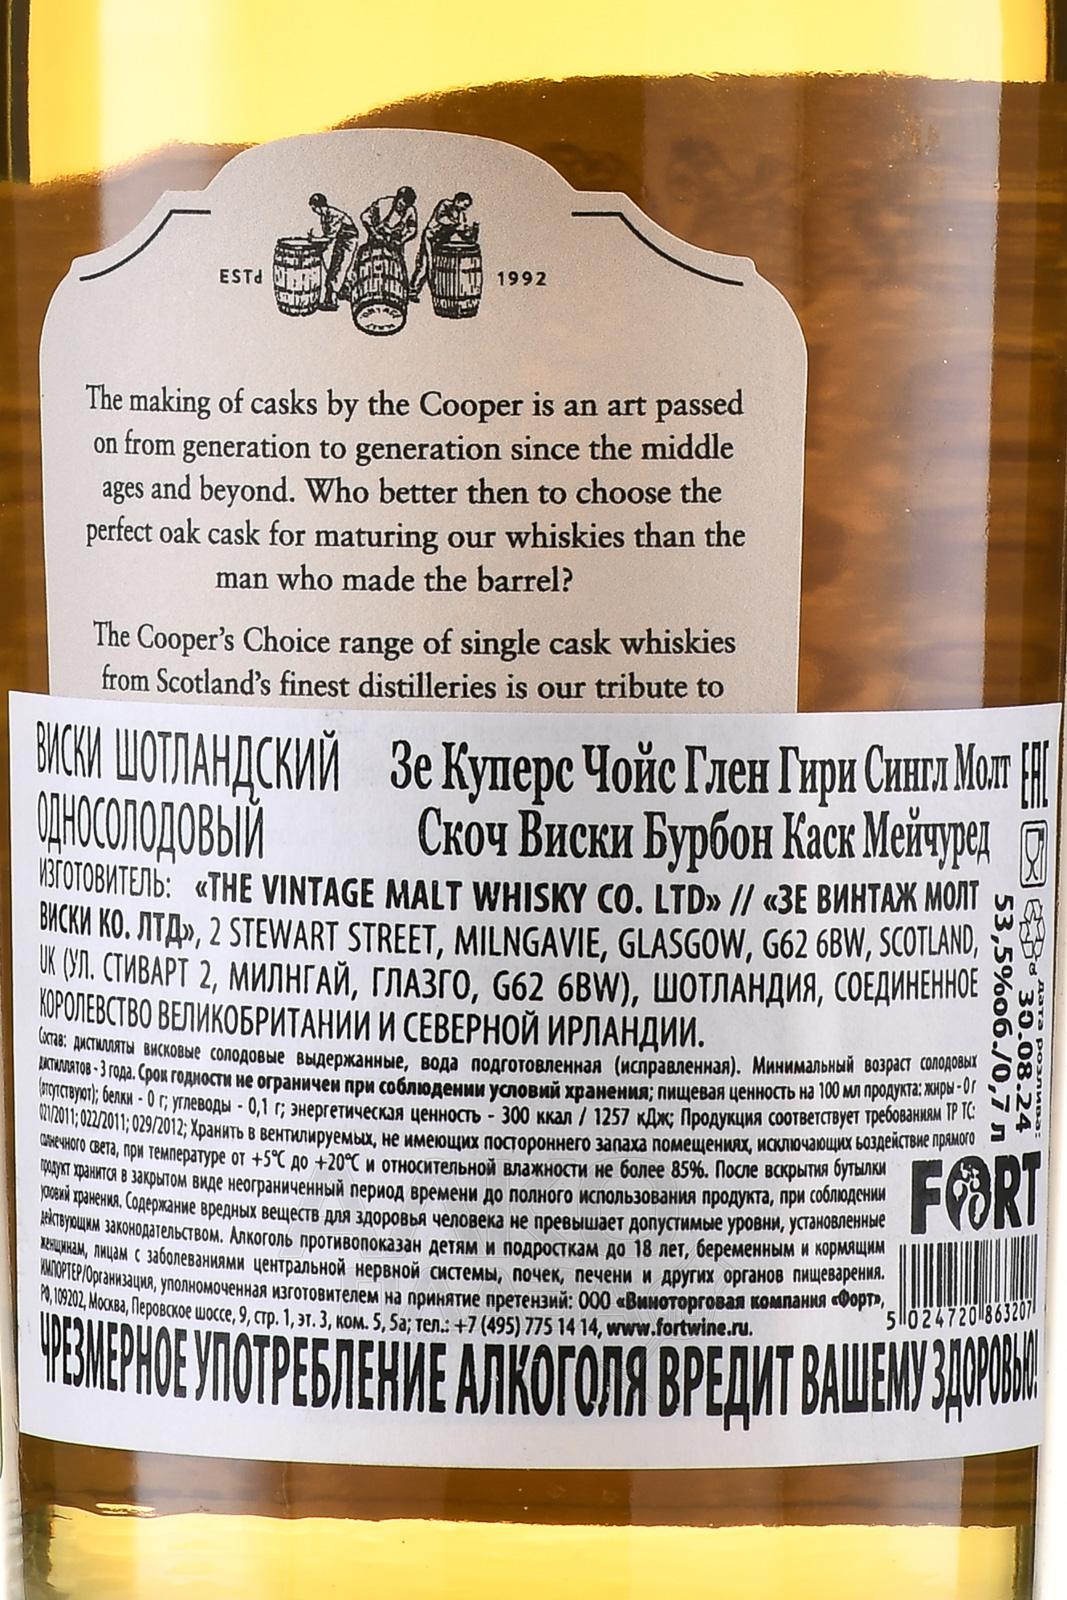 ESTd 1992
The making of casks by the Cooper is an art passed
on from generation to generation since the middle
ages and beyond. Who better then to choose the
perfect oak cask for maturing our whiskies than the
man who made the barrel?
The Cooper's Choice range of single cask whiskies
from Scotland's finest distilleries is our tribute to
ВИСКИ ШОТЛАНДСКИЙ
ОДНОСОЛОДОВЫЙ
Зе Куперс Чойс Глен Гири Сингл Молт
Скоч Виски Бурбон Каск Мейчуред
ИЗГОТОВИТЕЛЬ: «THE VINTAGE MALT WHISKY CO. LTD» // «ЗЕ ВИНТАЖ МОЛТ
ВИСКИ КО. ЛТД», 2 STEWART STREET, MILNGAVIE, GLASGOW, G62 6BW, SCOTLAND,
UK (УЛ. СТИВАРТ 2, МИЛНГАЙ, ГЛАЗГО, G62 6BW), ШОТЛАНДИЯ, СОЕДИНЕННОЕ
КОРОЛЕВСТВО ВЕЛИКОБРИТАНИИ И СЕВЕРНОЙ ИРЛАНДИИ.
Состав: дистилляты висковые солодовые выдержанные, вода подготовленная (исправленная). Минимальный возраст солодовых
дистиллятов - 3 года. Срок годности не ограничен при соблюдении условий хранения; пищевая ценность на 100 мл продукта: жиры - 0 г
(отсутствуют); белки - 0 г; углеводы - 0,1 г; энергетическая ценность - 300 ккал / 1257 кДж; Продукция соответствует требованиям ТР ТС:
021/2011; 022/2011; 029/2012; Хранить в вентилируемых, не имеющих постороннего запаха помещениях, исключающих воздействие прямого
солнечного света, при температуре от +5°C до +20°C и относительной влажности не более 85%. После вскрытия бутылки
продукт хранится в закрытом виде неограниченный период времени до полного использования продукта, при соблюдении
условий хранения. Содержание вредных веществ для здоровья человека не превышает допустимые уровни, установленные
действующим законодательством. Алкоголь противопоказан детям и подросткам до 18 лет, беременным и кормящим
женщинам, лицам с заболеваниями центральной нервной системы, почек, печени и других органов пищеварения.
ИМПОРТЕР/Организация, уполномоченная изготовителем на принятие претензий: ООО «Виноторговая компания «Форт»,
РФ, 109202, Москва, Перовское шоссе, 9, стр. 1, эт. 3, ком. 5, 5а; тел.: +7 (495) 775 14 14, www.fortwine.ru.
EAC
53,5%об./0,7 л
дата розлива:
30.08.24
FORT
5 024720 863207
ЧРЕЗМЕРНОЕ УПОТРЕБЛЕНИЕ АЛКОГОЛЯ ВРЕДИТ ВАШЕМУ ЗДОРОВЬЮ!